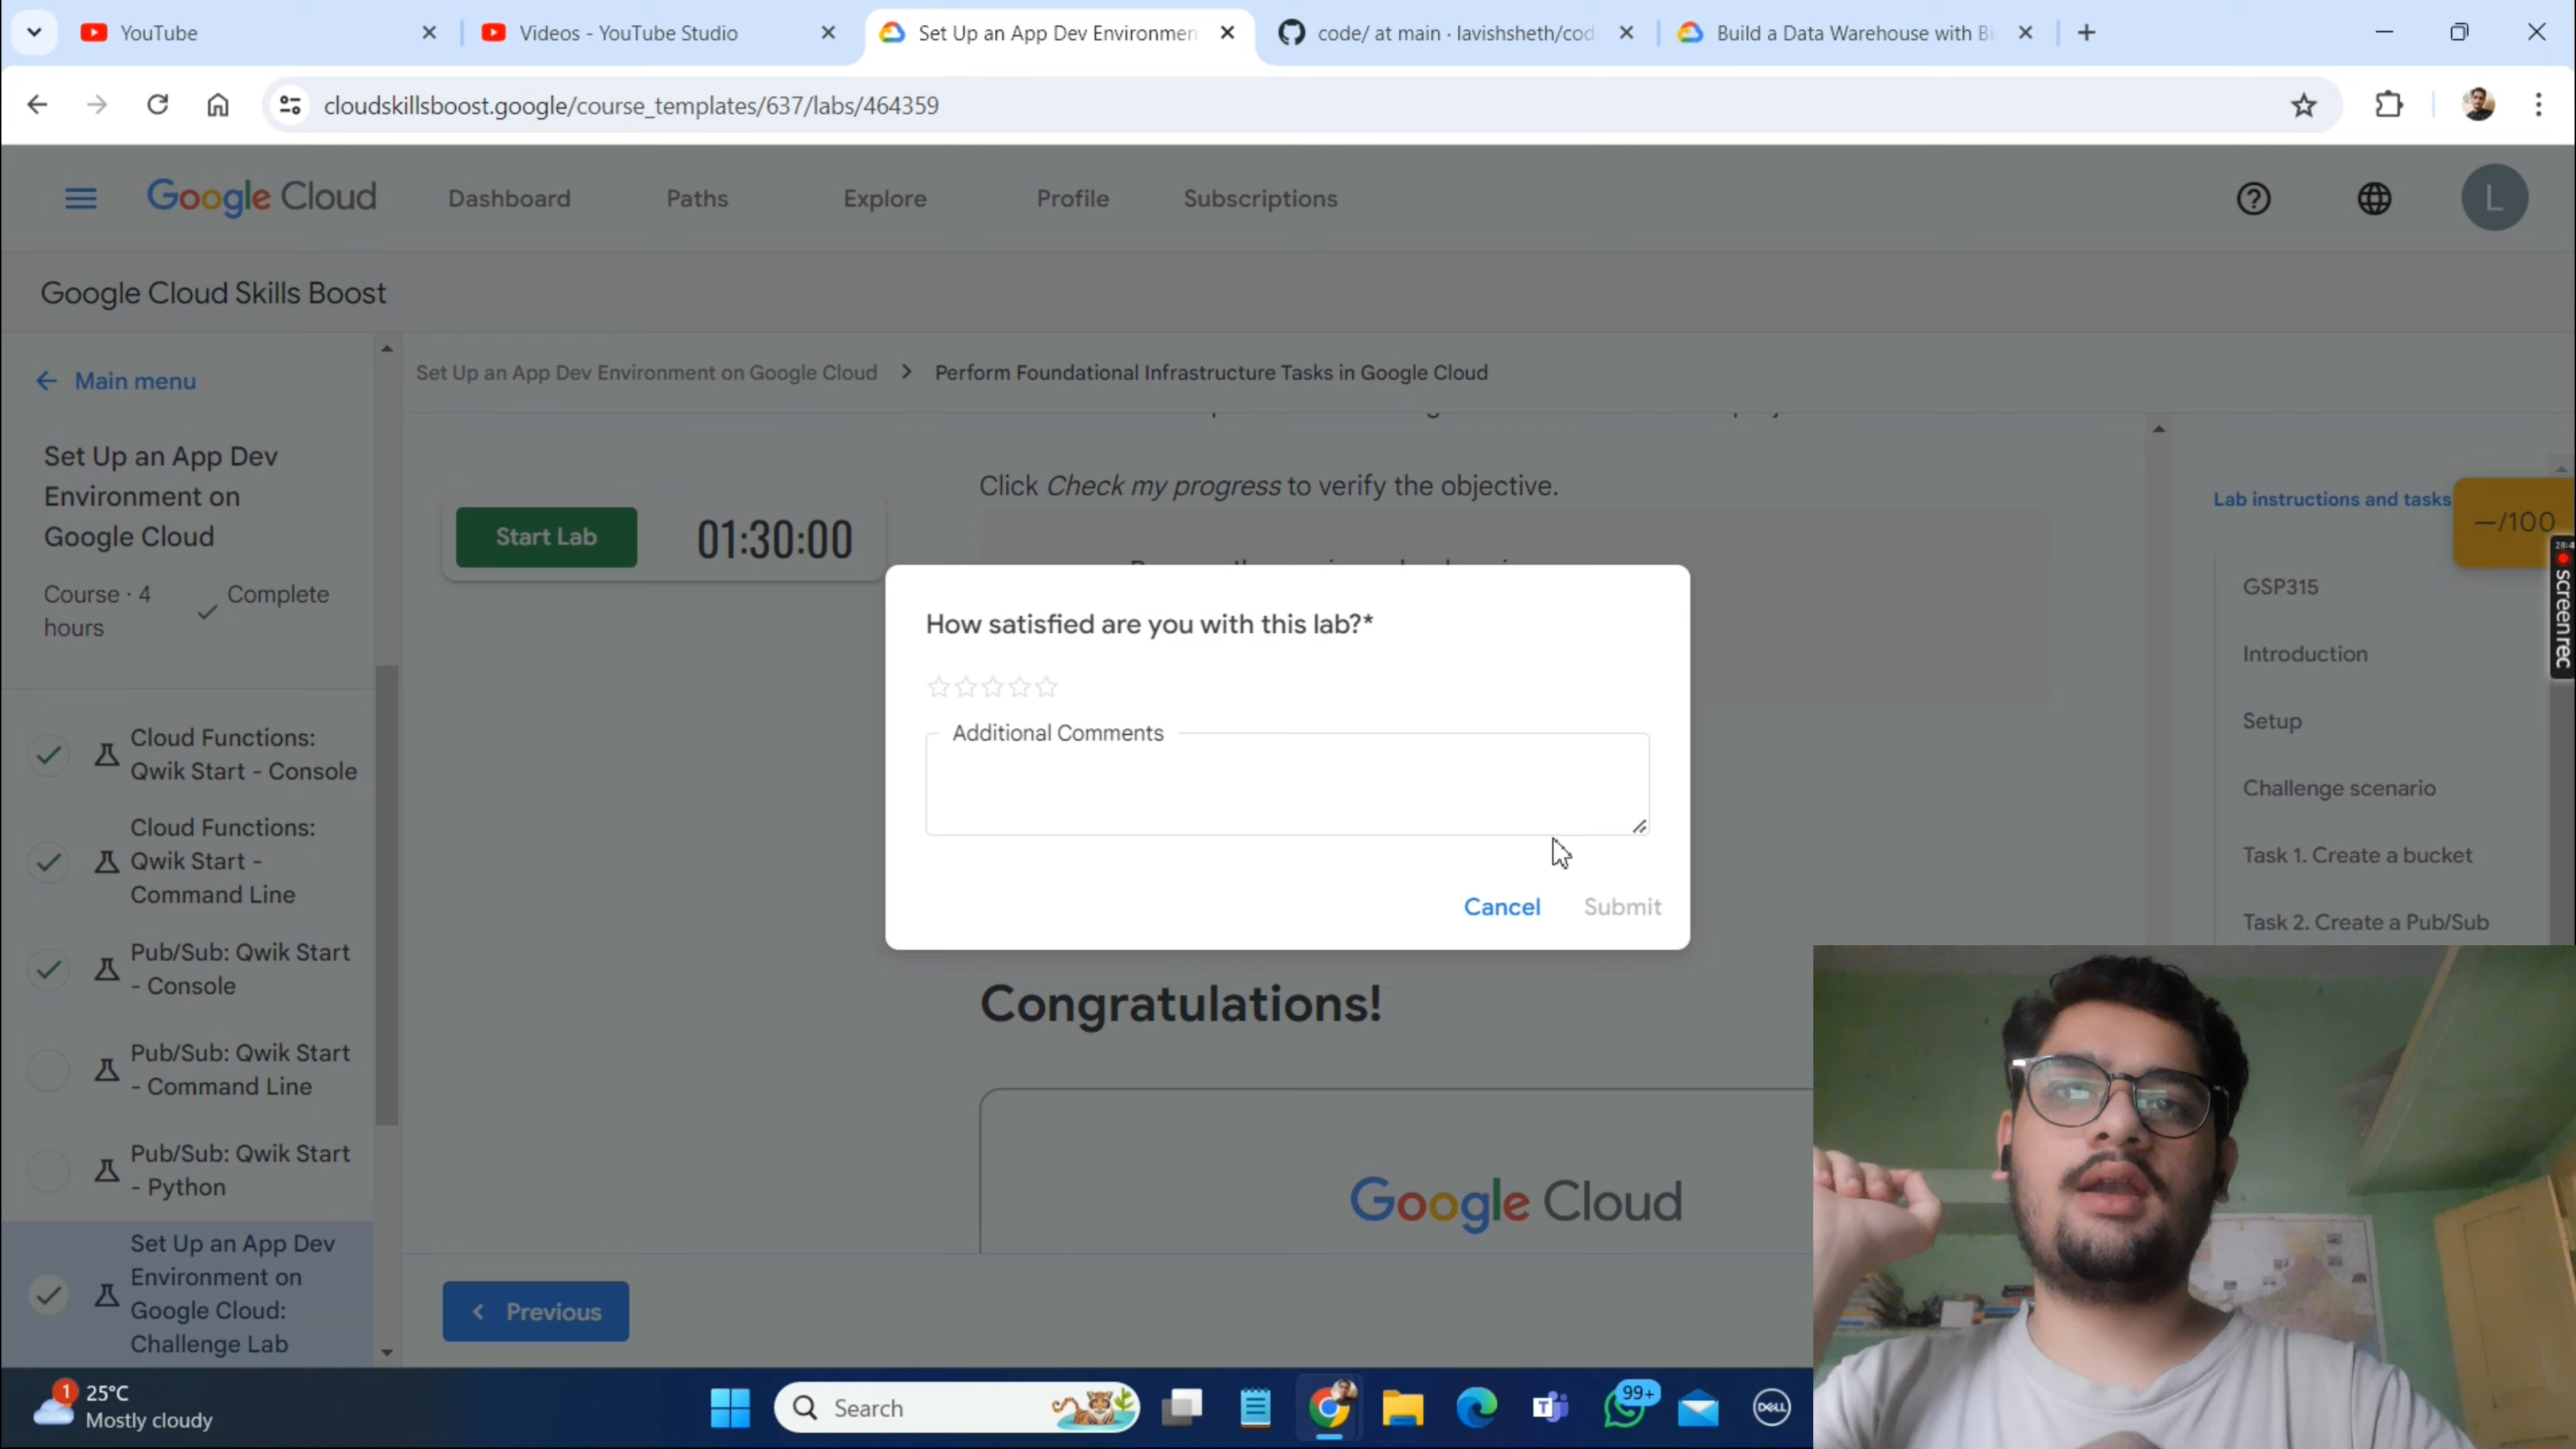 YouTube
Videos - YouTube Studio
Set Up an App Dev Environmen
code/ at main · lavishsheth/cod
Build a Data Warehouse with Bi
cloudskillsboost.google/course_templates/637/labs/464359
Google Cloud
Dashboard
Paths
Explore
Profile
Subscriptions
L
Google Cloud Skills Boost
Main menu
Set Up an App Dev Environment on Google Cloud
Perform Foundational Infrastructure Tasks in Google Cloud
Set Up an App Dev
Environment on
Google Cloud
Course · 4
hours
Complete
Start Lab
01:30:00
Click Check my progress to verify the objective.
Lab instructions and tasks
—/100
GSP315
Introduction
Setup
Challenge scenario
Task 1. Create a bucket
Task 2. Create a Pub/Sub
screenrec
How satisfied are you with this lab?*
Additional Comments
Cancel
Submit
Cloud Functions:
Qwik Start - Console
Cloud Functions:
Qwik Start -
Command Line
Pub/Sub: Qwik Start
- Console
Pub/Sub: Qwik Start
- Command Line
Pub/Sub: Qwik Start
- Python
Set Up an App Dev
Environment on
Google Cloud:
Challenge Lab
Congratulations!
Google Cloud
Previous
1
25°C
Mostly cloudy
Search
99+
DELL